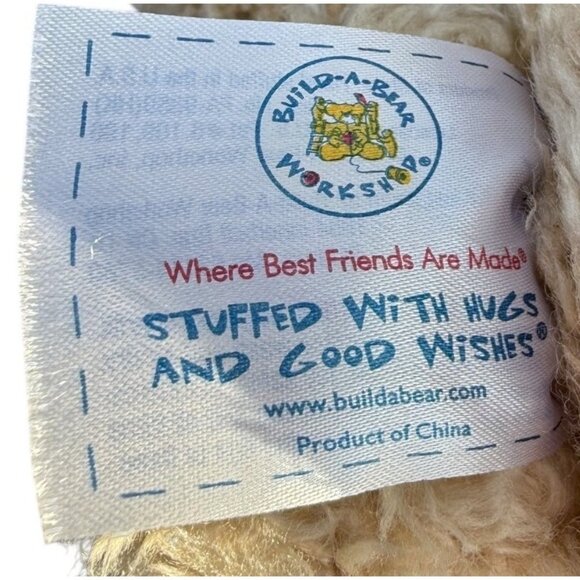 BUILD-A-BEAR
WORKSHOP®
Where Best Friends Are Made®
STUFFED WITH HUGS
AND GOOD WISHES®
www.buildabear.com
Product of China